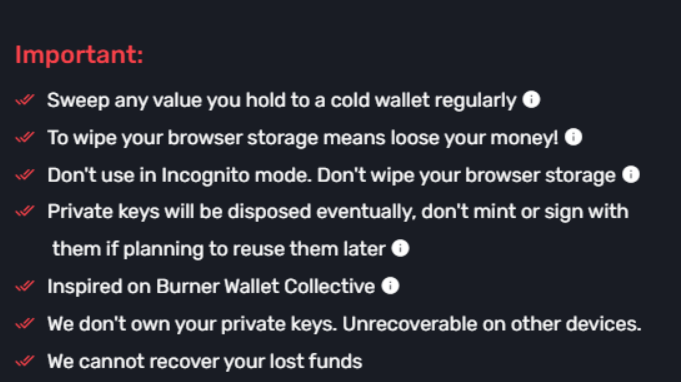 Important:
Sweep any value you hold to a cold wallet regularly
To wipe your browser storage means loose your money!
Don't use in Incognito mode. Don't wipe your browser storage
Private keys will be disposed eventually, don't mint or sign with
them if planning to reuse them later
Inspired on Burner Wallet Collective
We don't own your private keys. Unrecoverable on other devices.
We cannot recover your lost funds